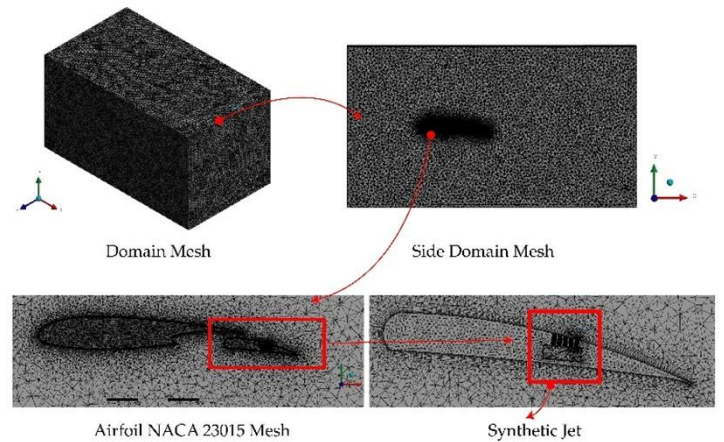 Domain Mesh
Side Domain Mesh
Airfoil NACA 23015 Mesh
Synthetic Jet